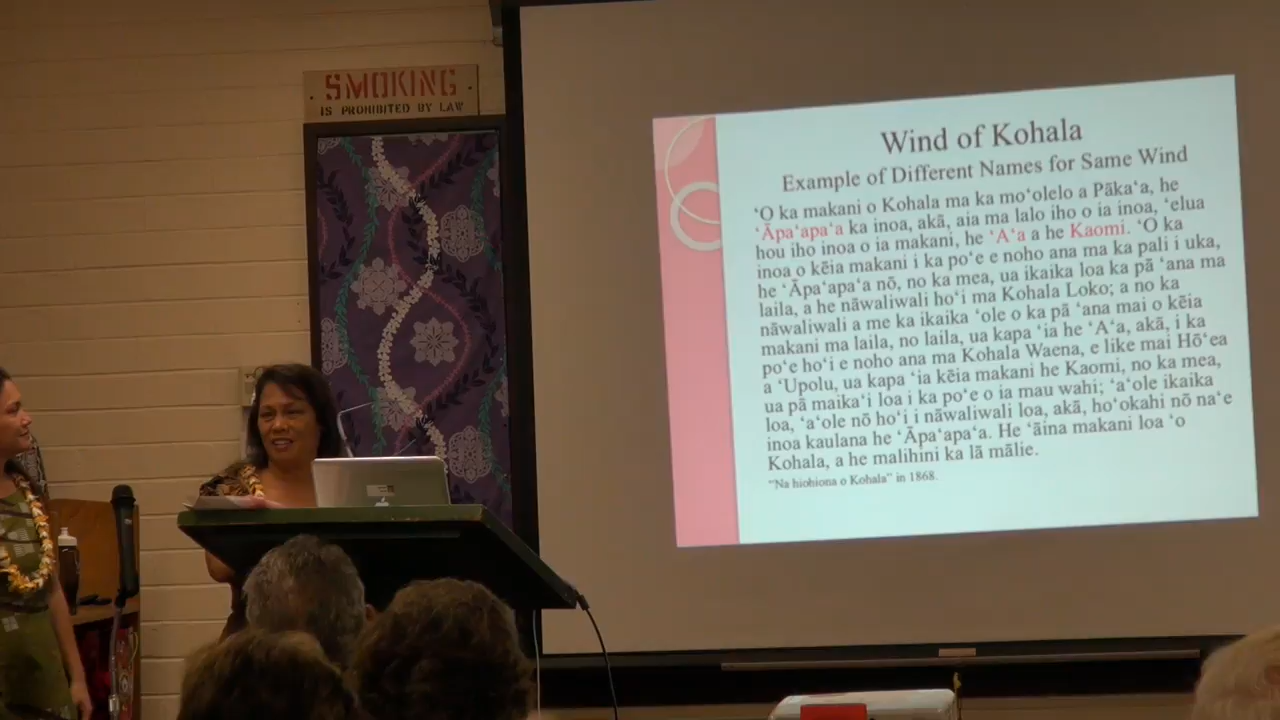 SMOKING
IS PROHIBITED BY LAW
Wind of Kohala
Example of Different Names for Same Wind
ʻO ka makani o Kohala ma ka moʻolelo a Pākaʻa, he
ʻĀpaʻapaʻa ka inoa, akā, aia ma lalo iho o ia inoa, ʻelua
hou iho inoa o ia makani, he ʻAʻa a he Kaomi. ʻO ka
inoa o kēia makani i ka poʻe e noho ana ma ka pali i uka,
he ʻĀpaʻapaʻa nō, no ka mea, ua ikaika loa ka pā ʻana ma
laila, a he nāwaliwali hoʻi ma Kohala Loko; a no ka
nāwaliwali a me ka ikaika ʻole o ka pā ʻana mai o kēia
makani ma laila, no laila, ua kapa ʻia he ʻAʻa, akā, i ka
poʻe hoʻi e noho ana ma Kohala Waena, e like mai Hōʻea
a ʻUpolu, ua kapa ʻia kēia makani he Kaomi, no ka mea,
ua pā maikaʻi loa i ka poʻe o ia mau wahi; ʻaʻole ikaika
loa, ʻaʻole nō hoʻi i nāwaliwali loa, akā, hoʻokahi nō naʻe
inoa kaulana he ʻĀpaʻapaʻa. He ʻāina makani loa ʻo
Kohala, a he malihini ka lā mālie.
"Na hiohiona o Kohala" in 1868.